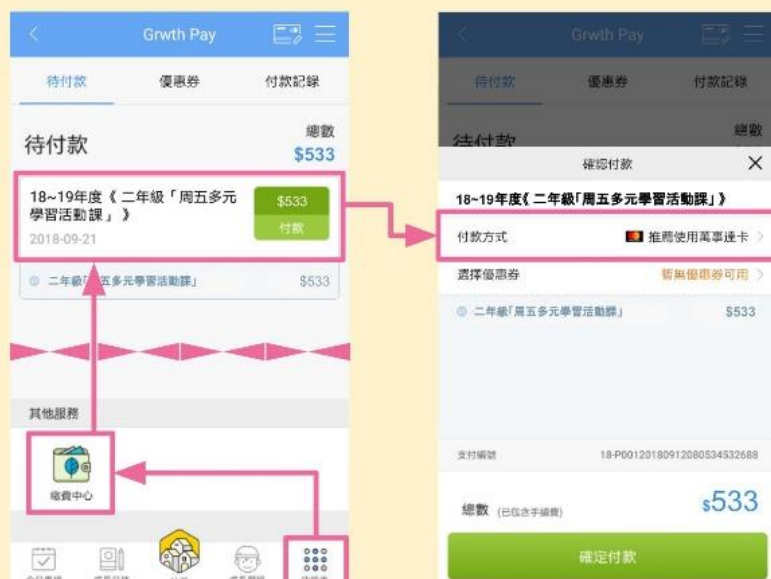 Grwth Pay
待付款 優惠券 付款記錄
待付款
總數
$533
18~19年度《 二年級「周五多元
學習活動課」》
2018-09-21
$533
付款
二年級「 五多元學習活動課」
$533
其他服務
繳費中心
Grwth Pay
待付款 優惠券 付款記錄
待付款
總數
確認付款
18~19年度《 二年級「周五多元學習活動課」》
付款方式 推薦使用萬事達卡
選擇優惠券 暫無優惠券可用
二年級「周五多元學習活動課」 $533
支付編號 18-P001201809120805345326​88
總數 (已包含手續費) $533
確定付款